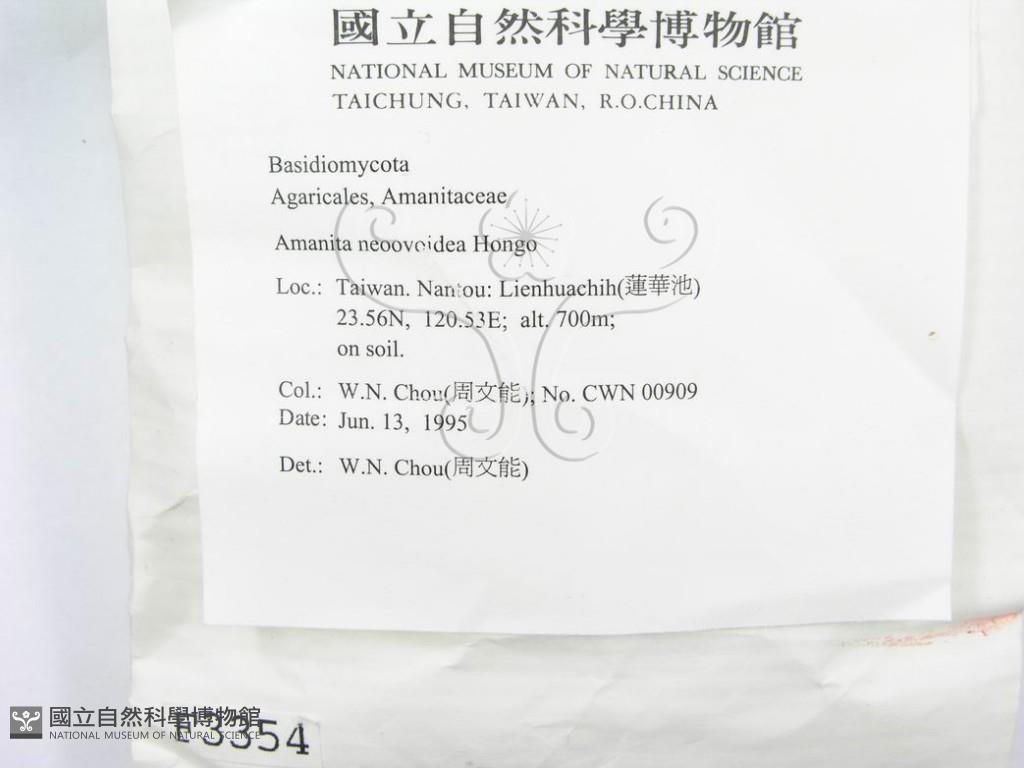 國立自然科學博物館
NATIONAL MUSEUM OF NATURAL SCIENCE
TAICHUNG, TAIWAN, R.O.CHINA
Basidiomycota
Agaricales, Amanitaceae
Amanita neoovoidea Hongo
Loc.: Taiwan. Nantou: Lienhuachih(蓮華池)
23.56N, 120.53E; alt. 700m;
on soil.
Col.: W.N. Chou(周文能); No. CWN 00909
Date: Jun. 13, 1995
Det.: W.N. Chou(周文能)
F3354
國立自然科學博物館
NATIONAL MUSEUM OF NATURAL SCIENCE